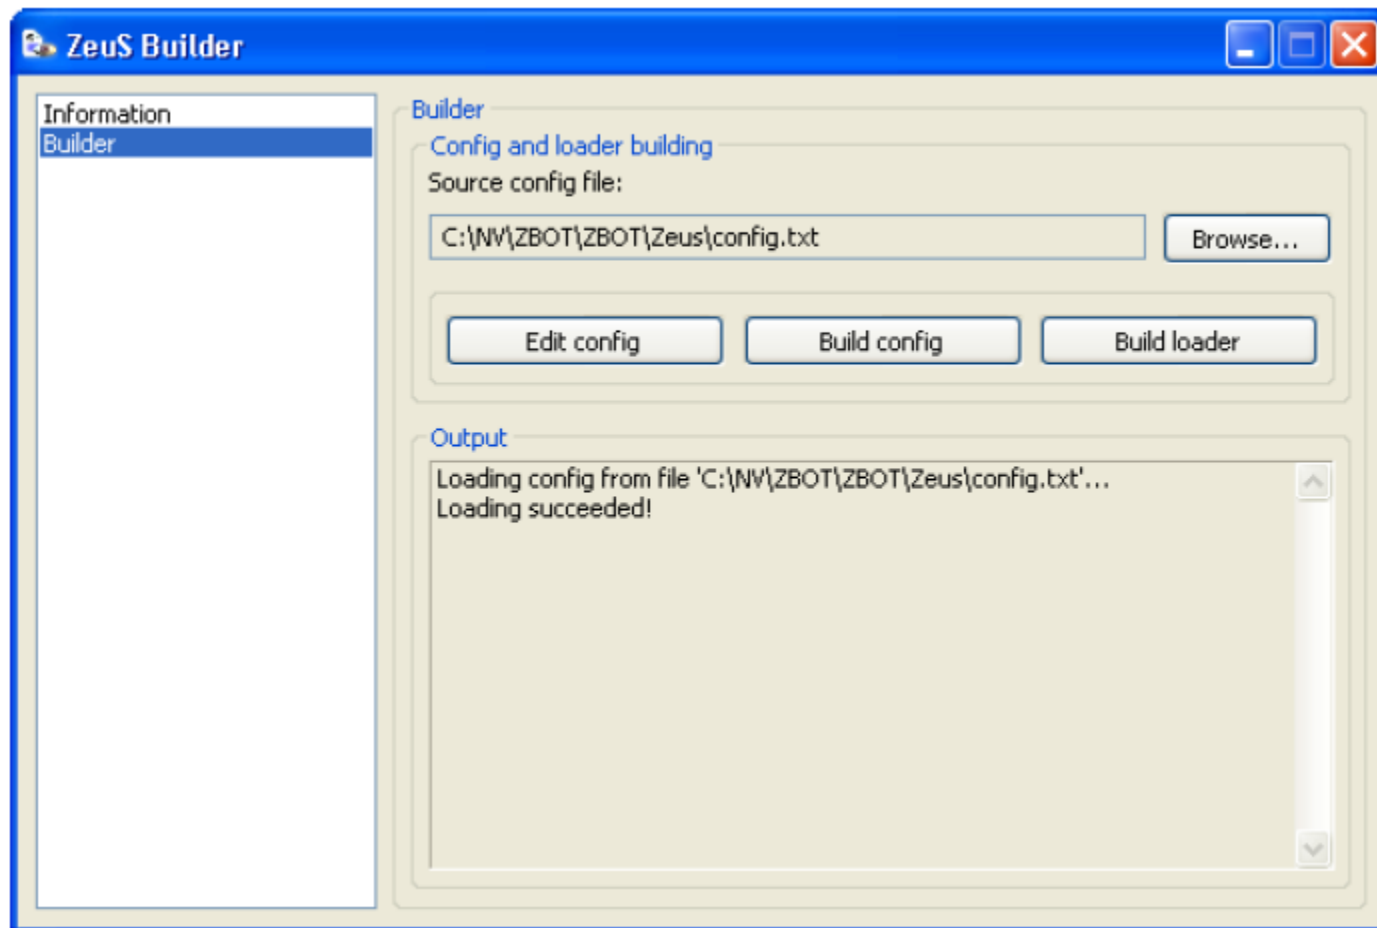 ZeuS Builder
Information
Builder
Builder
Config and loader building
Source config file:
C:\NV\ZBOT\ZBOT\Zeus\config.txt
Browse...
Edit config
Build config
Build loader
Output
Loading config from file 'C:\NV\ZBOT\ZBOT\Zeus\config.txt'...
Loading succeeded!